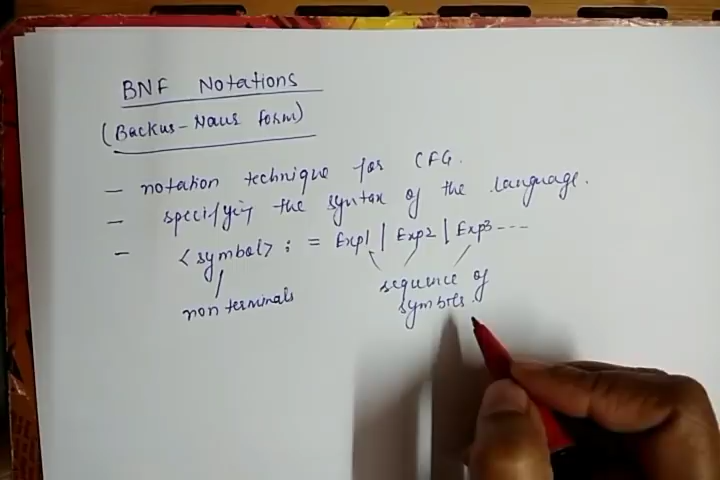 BNF Notations
(Backus-Naus form)
- notation technique for CFG.
- specifying the syntax of the language.
- <symbol> : = Exp1 | Exp2 | Exp3 ---
non terminals
sequence of
symbols.